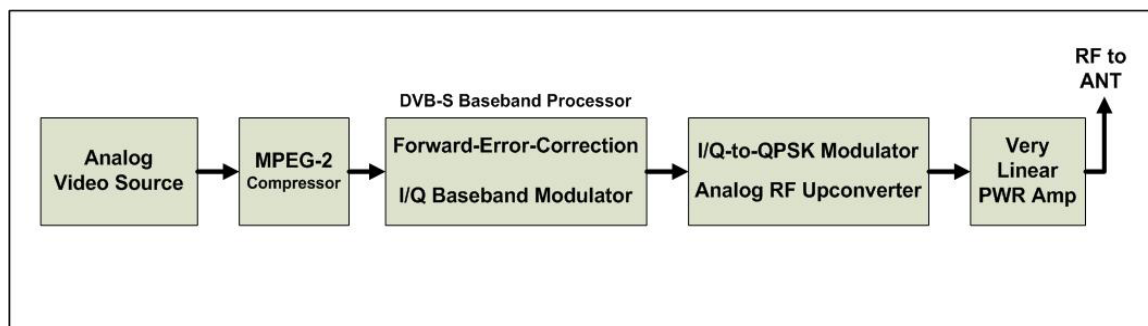 RF to
ANT
DVB-S Baseband Processor
Analog
Video Source
MPEG-2
Compressor
Forward-Error-Correction
I/Q Baseband Modulator
I/Q-to-QPSK Modulator
Analog RF Upconverter
Very
Linear
PWR Amp